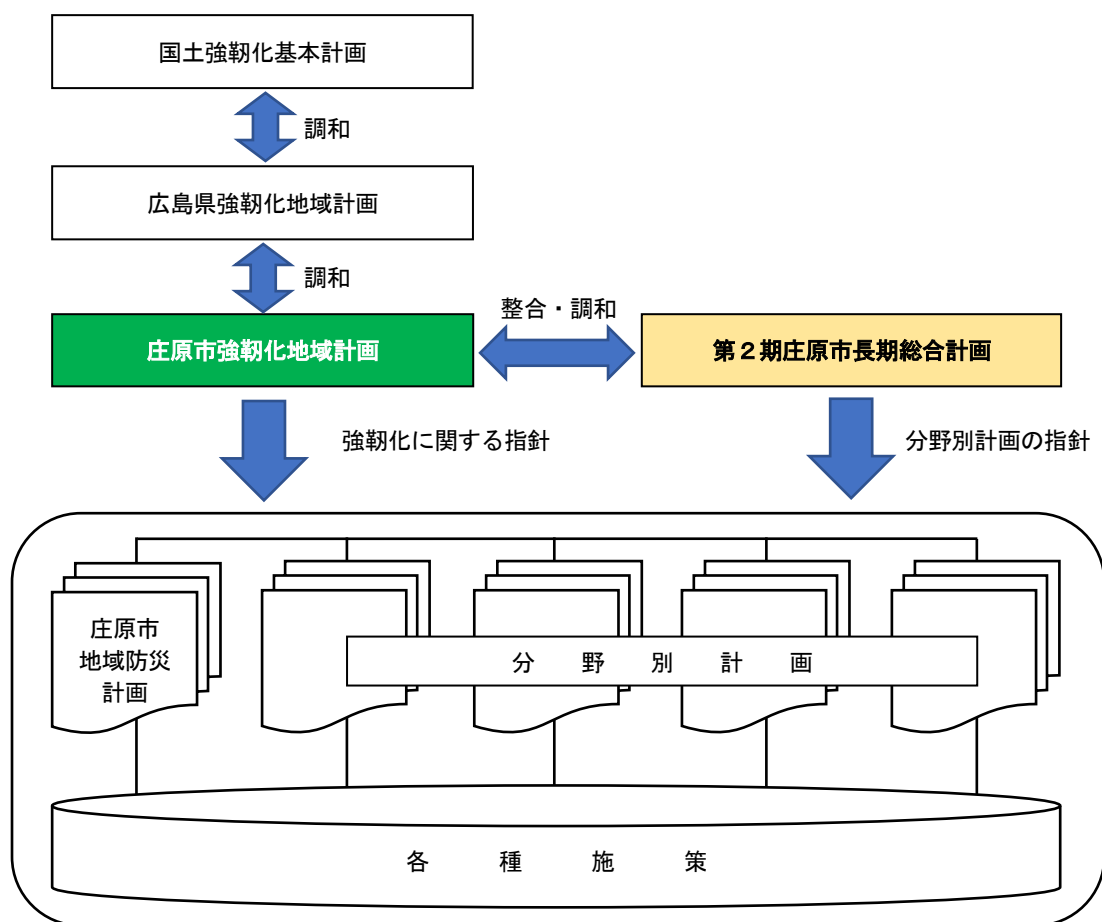 国土強靱化基本計画
調和
広島県強靱化地域計画
調和
庄原市強靱化地域計画
整合・調和
第２期庄原市長期総合計画
強靱化に関する指針
分野別計画の指針
庄原市
地域防災
計画
分野別計画
各種施策